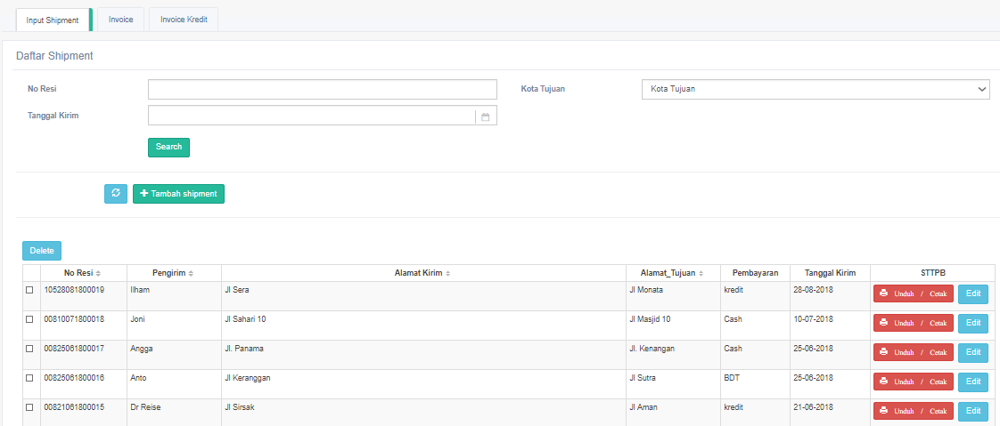 Input Shipment Invoice Invoice Kredit
Daftar Shipment
No Resi Kota Tujuan Kota Tujuan
Tanggal Kirim
Search
Tambah shipment
Delete
No Resi Pengirim Alamat Kirim Alamat_Tujuan Pembayaran Tanggal Kirim STTPB
10528081800019 Ilham Jl Sera Jl Monata kredit 28-08-2018 Unduh / Cetak Edit
00810071800018 Joni Jl Sahari 10 Jl Masjid 10 Cash 10-07-2018 Unduh / Cetak Edit
00825061800017 Angga Jl. Panama Jl. Kenangan Cash 25-06-2018 Unduh / Cetak Edit
00825061800016 Anto Jl Keranggan Jl Sutra BDT 25-06-2018 Unduh / Cetak Edit
00821061800015 Dr Reise Jl Sirsak Jl Aman kredit 21-06-2018 Unduh / Cetak Edit